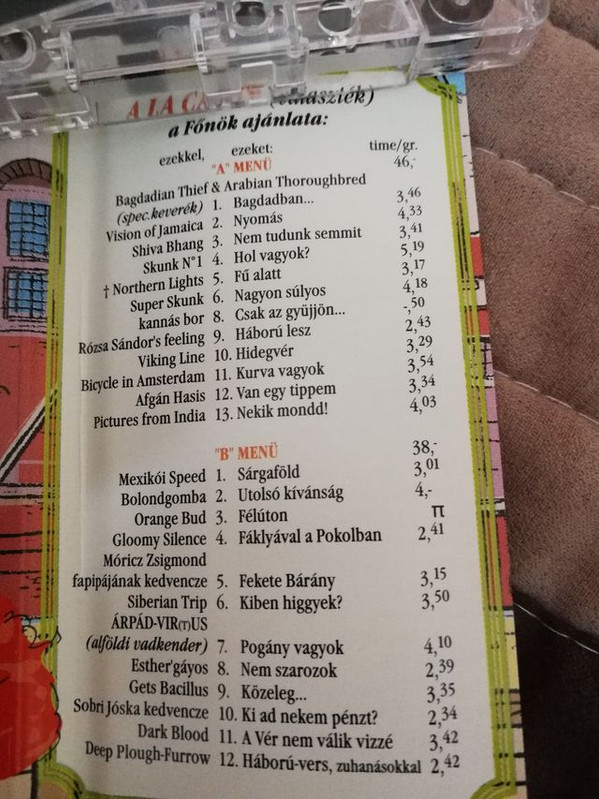 A LA (választék)
a Főnök ajánlata:
ezekkel, ezeket: time/gr.
"A" MENÜ 46,-
Bagdadian Thief & Arabian Thoroughbred
(spec.keverék) 1. Bagdadban... 3,46
Vision of Jamaica 2. Nyomás 4,33
Shiva Bhang 3. Nem tudunk semmit 3,41
Skunk N°1 4. Hol vagyok? 5,19
† Northern Lights 5. Fű alatt 3,17
Super Skunk 6. Nagyon súlyos 4,18
kannás bor 8. Csak az gyüjjön... -,50
Rózsa Sándor's feeling 9. Háború lesz 2,43
Viking Line 10. Hidegvér 3,29
Bicycle in Amsterdam 11. Kurva vagyok 3,54
Afgán Hasis 12. Van egy tippem 3,34
Pictures from India 13. Nekik mondd! 4,03
"B" MENÜ 38,-
Mexikói Speed 1. Sárgaföld 3,01
Bolondgomba 2. Utolsó kívánság 4,-
Orange Bud 3. Félúton π
Gloomy Silence 4. Fáklyával a Pokolban 2,41
Móricz Zsigmond
fapipájának kedvencze 5. Fekete Bárány 3,15
Siberian Trip 6. Kiben higgyek? 3,50
ÁRPÁD-VIR(T)US
(alföldi vadkender) 7. Pogány vagyok 4,10
Esther'gáyos 8. Nem szarozok 2,39
Gets Bacillus 9. Közeleg... 3,35
Sobri Jóska kedvencze 10. Ki ad nekem pénzt? 2,34
Dark Blood 11. A Vér nem válik vizzé 3,42
Deep Plough-Furrow 12. Háború-vers, zuhanásokkal 2,42